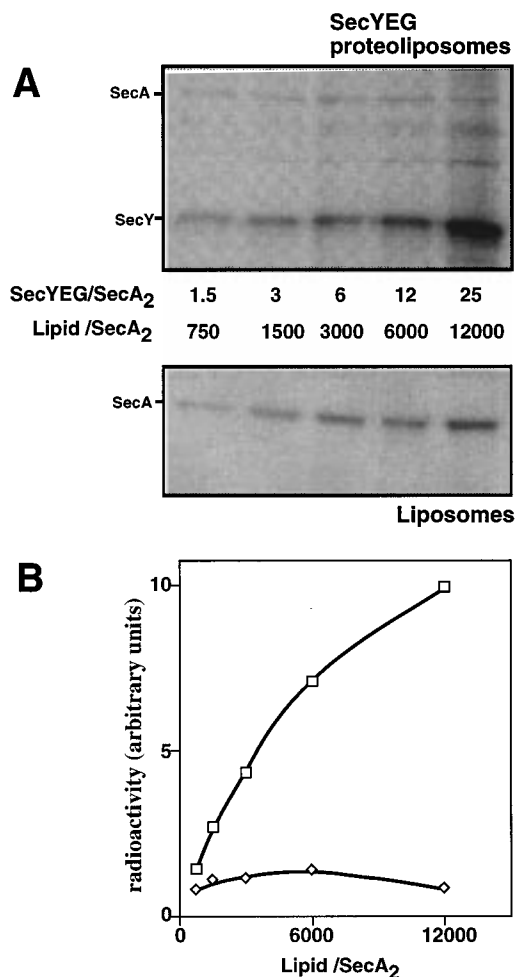 SecYEG
proteoliposomes
A
SecA
SecY
SecYEG/SecA2 1.5 3 6 12 25
Lipid /SecA2 750 1500 3000 6000 12000
SecA
Liposomes
B
radioactivity (arbitrary units)
10
5
0
0 6000 12000
Lipid /SecA2